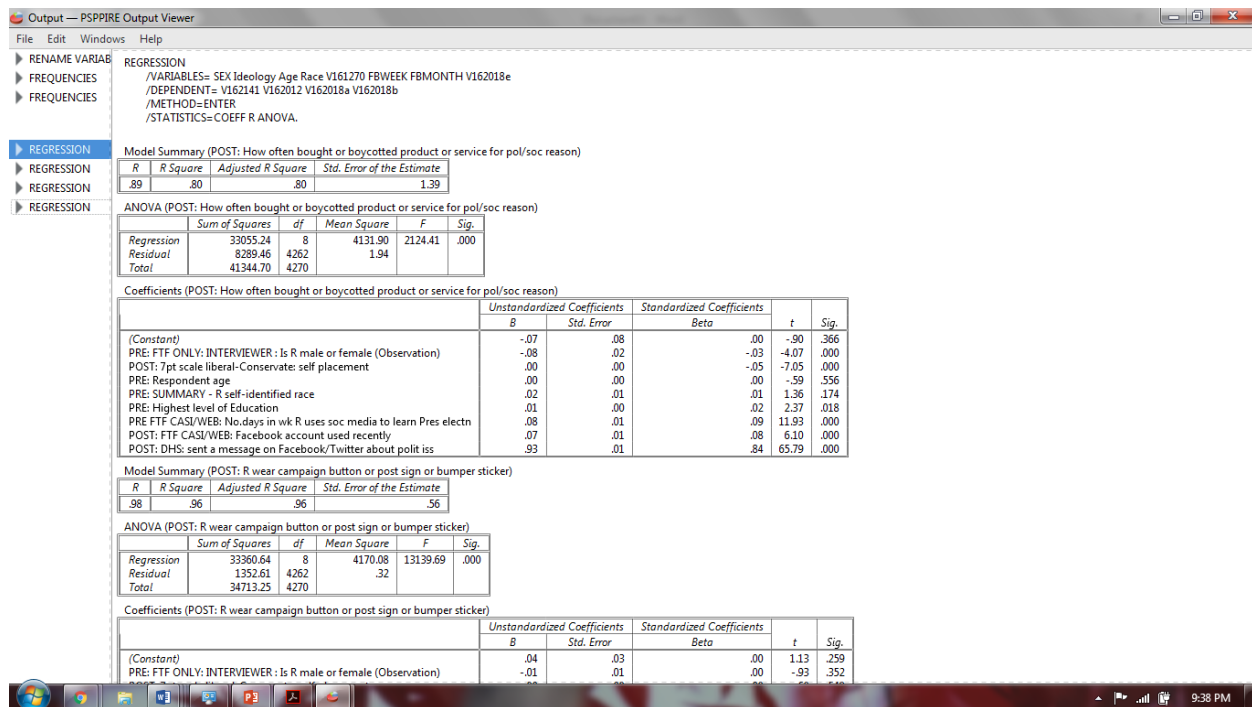 Output — PSPPIRE Output Viewer
File Edit Windows Help
RENAME VARIAB
FREQUENCIES
FREQUENCIES
REGRESSION
REGRESSION
REGRESSION
REGRESSION
REGRESSION
/VARIABLES= SEX Ideology Age Race V161270 FBWEEK FBMONTH V162018e
/DEPENDENT= V162141 V162012 V162018a V162018b
/METHOD=ENTER
/STATISTICS=COEFF R ANOVA.
Model Summary (POST: How often bought or boycotted product or service for pol/soc reason)
R R Square Adjusted R Square Std. Error of the Estimate
.89 .80 .80 1.39
ANOVA (POST: How often bought or boycotted product or service for pol/soc reason)
Sum of Squares df Mean Square F Sig.
Regression 33055.24 8 4131.90 2124.41 .000
Residual 8289.46 4262 1.94
Total 41344.70 4270
Coefficients (POST: How often bought or boycotted product or service for pol/soc reason)
Unstandardized Coefficients Standardized Coefficients
B Std. Error Beta t Sig.
(Constant) -.07 .08 .00 -.90 .366
PRE: FTF ONLY: INTERVIEWER : Is R male or female (Observation) -.08 .02 -.03 -4.07 .000
POST: 7pt scale liberal-Conservate: self placement .00 .00 -.05 -7.05 .000
PRE: Respondent age .00 .00 .00 -.59 .556
PRE: SUMMARY - R self-identified race .02 .01 .01 1.36 .174
PRE: Highest level of Education .01 .00 .02 2.37 .018
PRE FTF CASI/WEB: No.days in wk R uses soc media to learn Pres electn .08 .01 .09 11.93 .000
POST: FTF CASI/WEB: Facebook account used recently .07 .01 .08 6.10 .000
POST: DHS: sent a message on Facebook/Twitter about polit iss .93 .01 .84 65.79 .000
Model Summary (POST: R wear campaign button or post sign or bumper sticker)
R R Square Adjusted R Square Std. Error of the Estimate
.98 .96 .96 .56
ANOVA (POST: R wear campaign button or post sign or bumper sticker)
Sum of Squares df Mean Square F Sig.
Regression 33360.64 8 4170.08 13139.69 .000
Residual 1352.61 4262 .32
Total 34713.25 4270
Coefficients (POST: R wear campaign button or post sign or bumper sticker)
Unstandardized Coefficients Standardized Coefficients
B Std. Error Beta t Sig.
(Constant) .04 .03 .00 1.13 .259
PRE: FTF ONLY: INTERVIEWER : Is R male or female (Observation) -.01 .01 .00 -.93 .352
9:38 PM